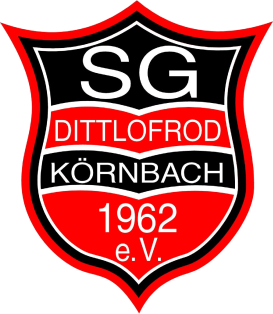 SG
DITTLOFROD
KÖRNBACH
1962
e.V.